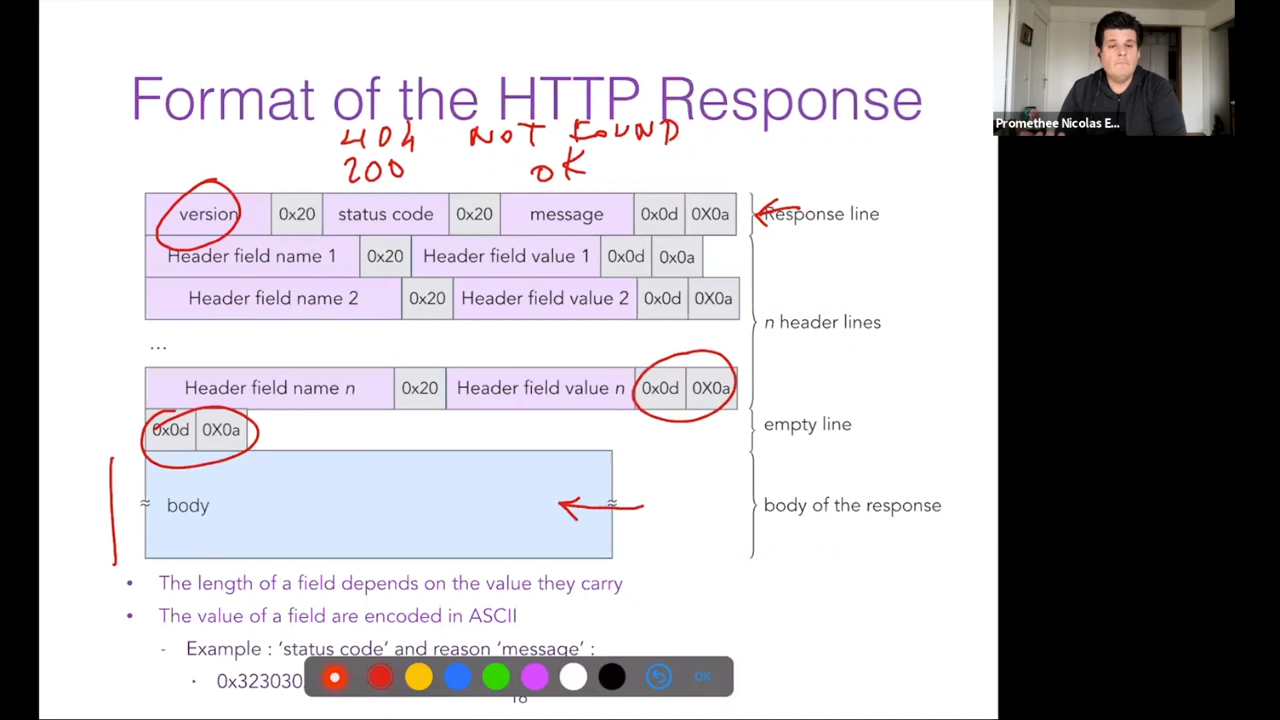 Format of the HTTP Response
404 NOT FOUND
200 OK
version 0x20 status code 0x20 message 0x0d 0X0a Response line
Header field name 1 0x20 Header field value 1 0x0d 0x0a
Header field name 2 0x20 Header field value 2 0x0d 0X0a
n header lines
...
Header field name n 0x20 Header field value n 0x0d 0X0a
0x0d 0X0a empty line
≈ body ≈ body of the response
• The length of a field depends on the value they carry
• The value of a field are encoded in ASCII
- Example : 'status code' and reason 'message' :
· 0x323030
OK
18
Promethee Nicolas E...